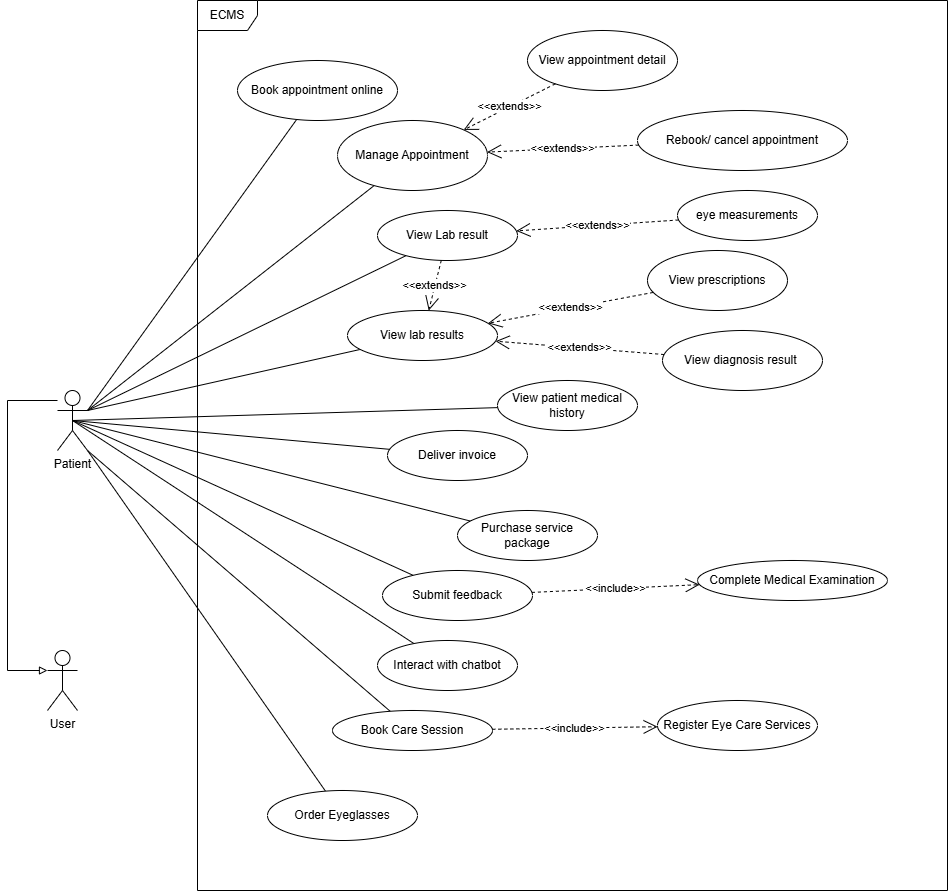 ECMS
View appointment detail
Book appointment online
<<extends>>
Rebook/ cancel appointment
<<extends>>
Manage Appointment
eye measurements
<<extends>>
View Lab result
View prescriptions
<<extends>>
<<extends>>
View lab results
<<extends>>
View diagnosis result
View patient medical
history
Deliver invoice
Patient
Purchase service
package
Complete Medical Examination
<<include>>
Submit feedback
Interact with chatbot
User
Book Care Session
<<include>>
Register Eye Care Services
Order Eyeglasses